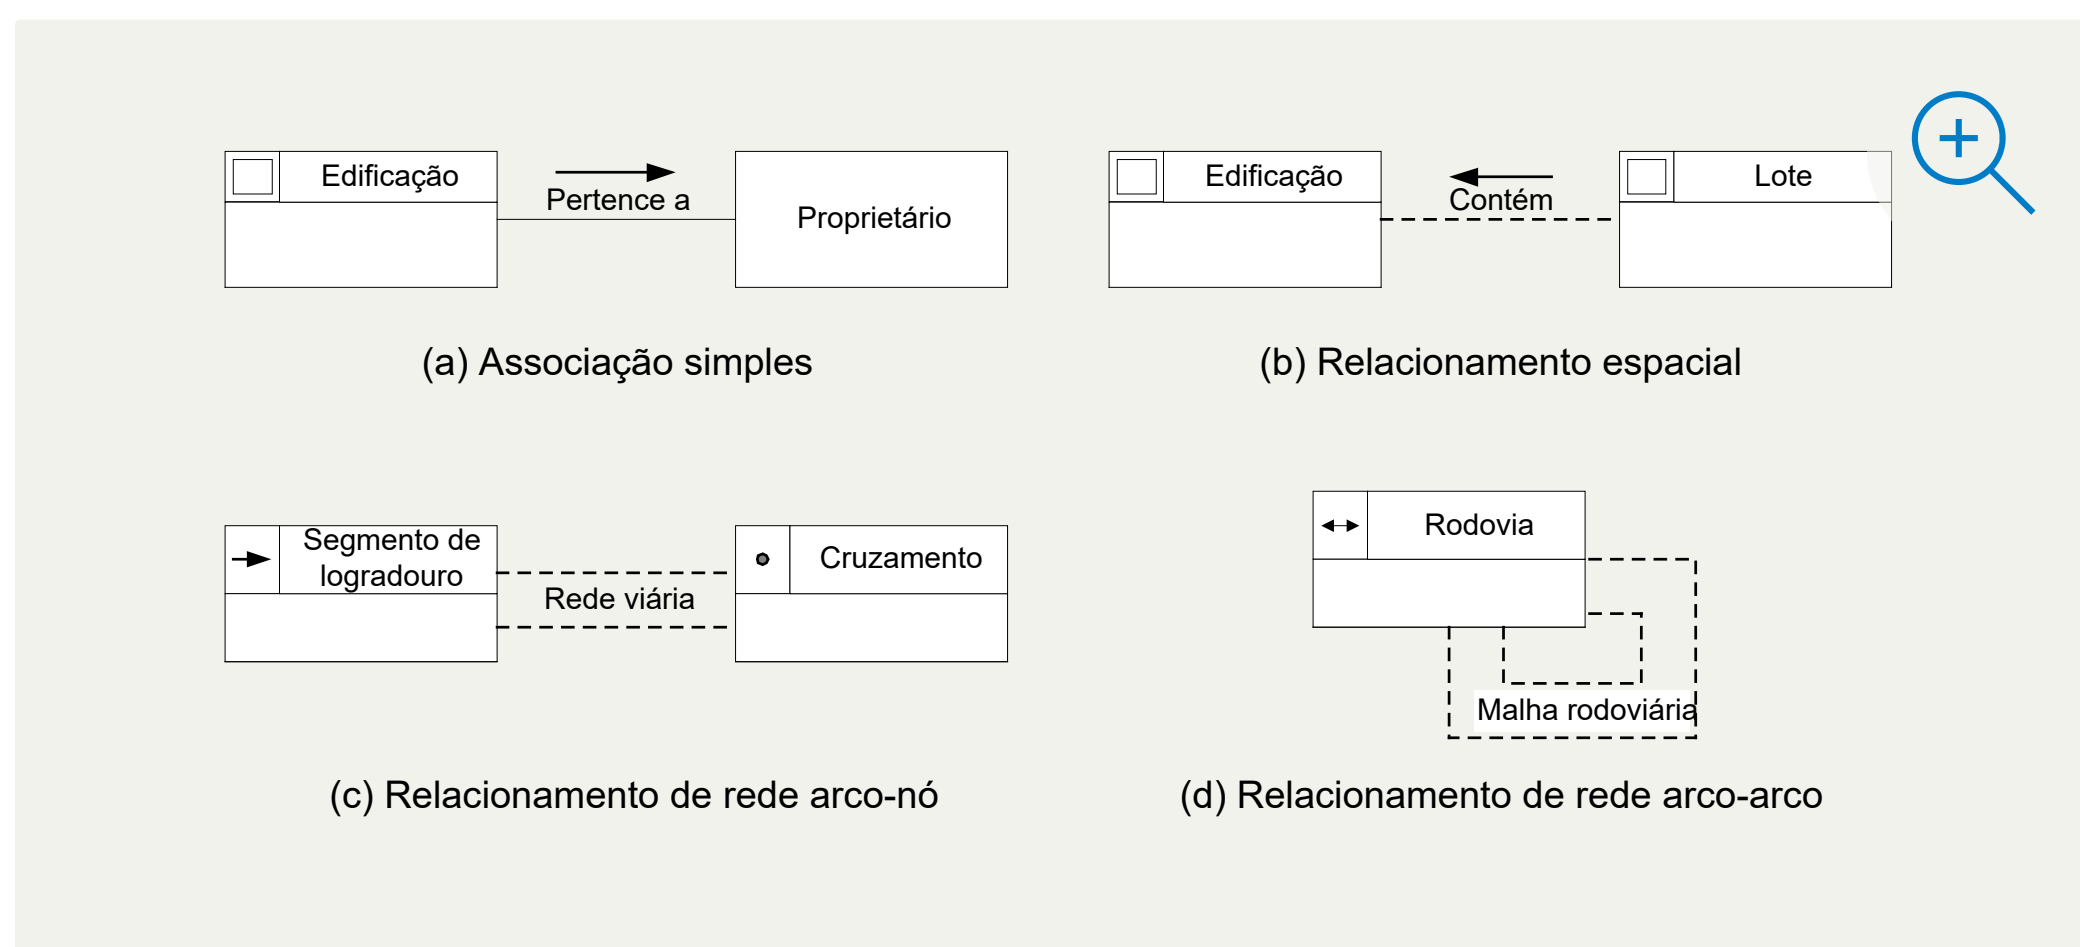 Edificação
Pertence a
Proprietário
(a) Associação simples
Edificação
Contém
Lote
(b) Relacionamento espacial
Segmento de
logradouro
Rede viária
Cruzamento
(c) Relacionamento de rede arco-nó
Rodovia
Malha rodoviária
(d) Relacionamento de rede arco-arco